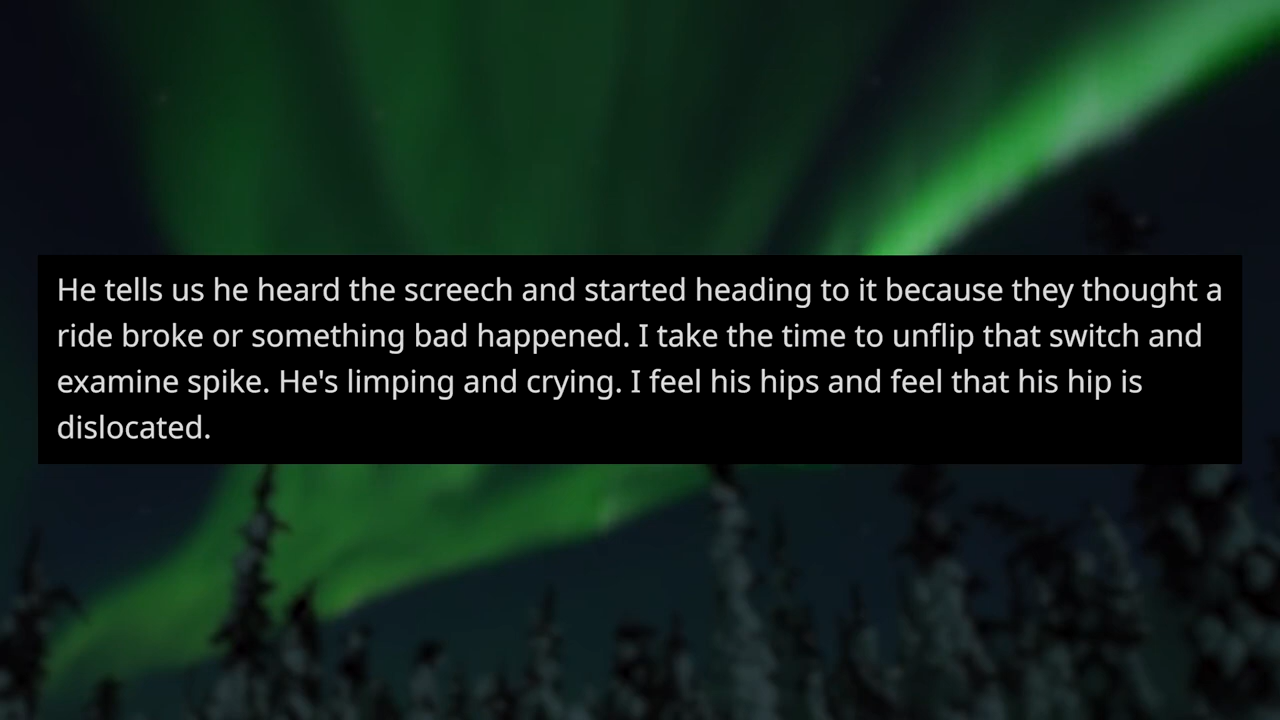 He tells us he heard the screech and started heading to it because they thought a
ride broke or something bad happened. I take the time to unflip that switch and
examine spike. He's limping and crying. I feel his hips and feel that his hip is
dislocated.